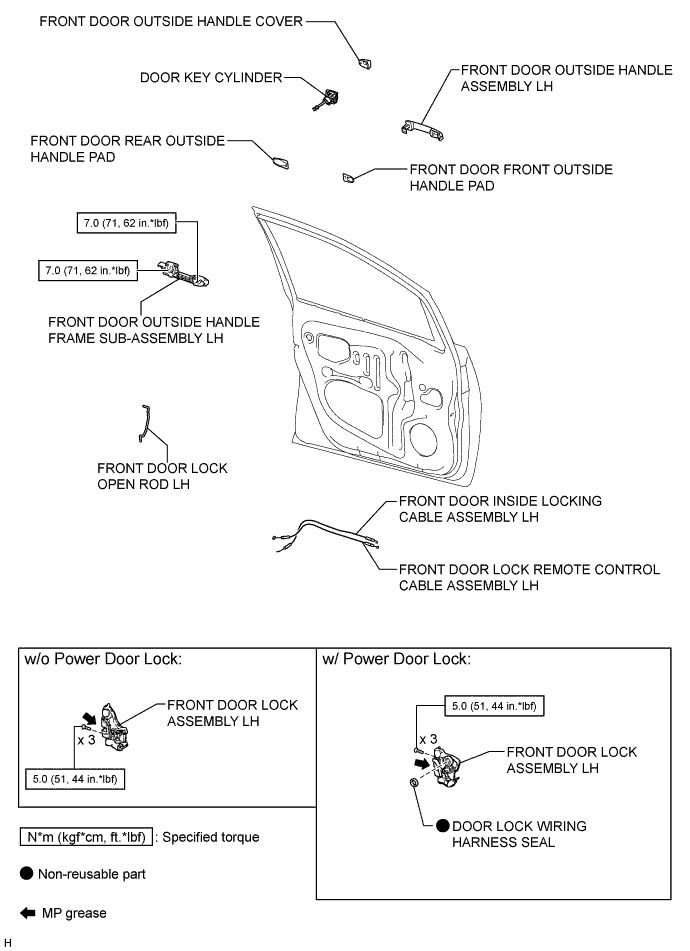 FRONT DOOR OUTSIDE HANDLE COVER
DOOR KEY CYLINDER
FRONT DOOR OUTSIDE HANDLE
ASSEMBLY LH
FRONT DOOR REAR OUTSIDE
HANDLE PAD
FRONT DOOR FRONT OUTSIDE
HANDLE PAD
7.0 (71, 62 in.*lbf)
7.0 (71, 62 in.*lbf)
FRONT DOOR OUTSIDE HANDLE
FRAME SUB-ASSEMBLY LH
FRONT DOOR LOCK
OPEN ROD LH
FRONT DOOR INSIDE LOCKING
CABLE ASSEMBLY LH
FRONT DOOR LOCK REMOTE CONTROL
CABLE ASSEMBLY LH
w/o Power Door Lock:
FRONT DOOR LOCK
ASSEMBLY LH
x 3
5.0 (51, 44 in.*lbf)
w/ Power Door Lock:
5.0 (51, 44 in.*lbf)
x 3
FRONT DOOR LOCK
ASSEMBLY LH
DOOR LOCK WIRING
HARNESS SEAL
N*m (kgf*cm, ft.*lbf) : Specified torque
Non-reusable part
MP grease
H